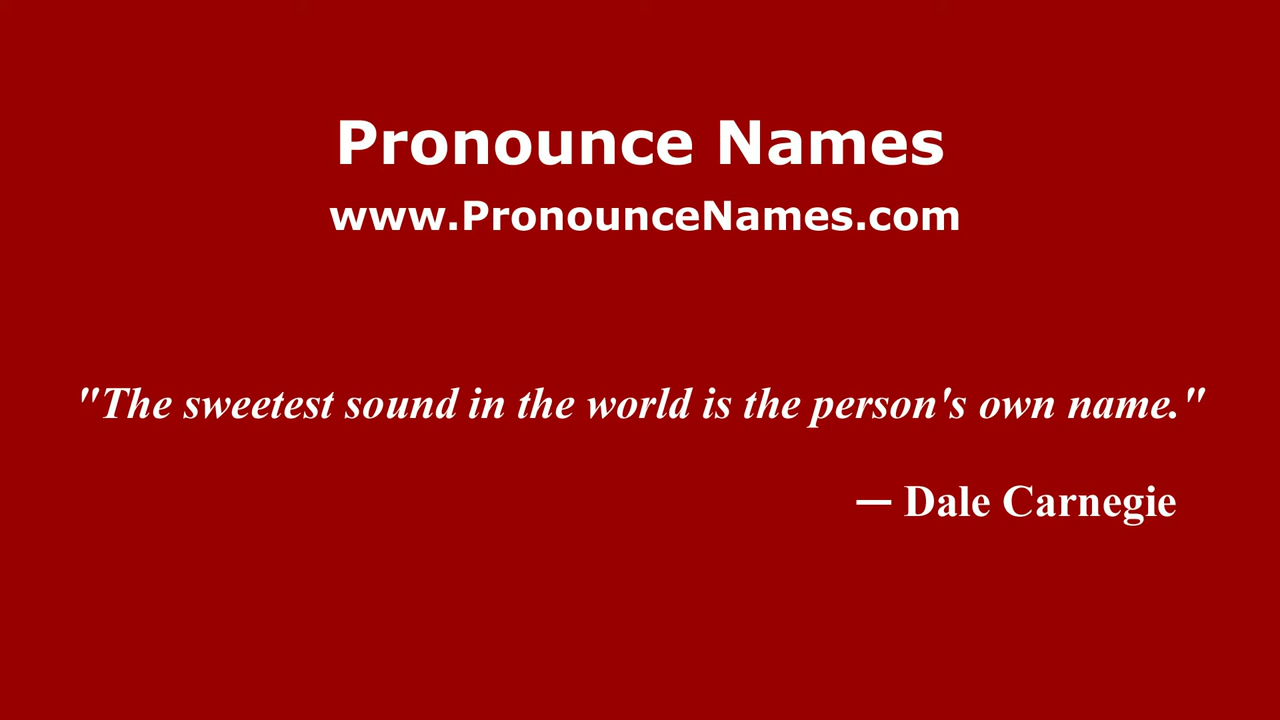 Pronounce Names
www.PronounceNames.com
"The sweetest sound in the world is the person's own name."
— Dale Carnegie